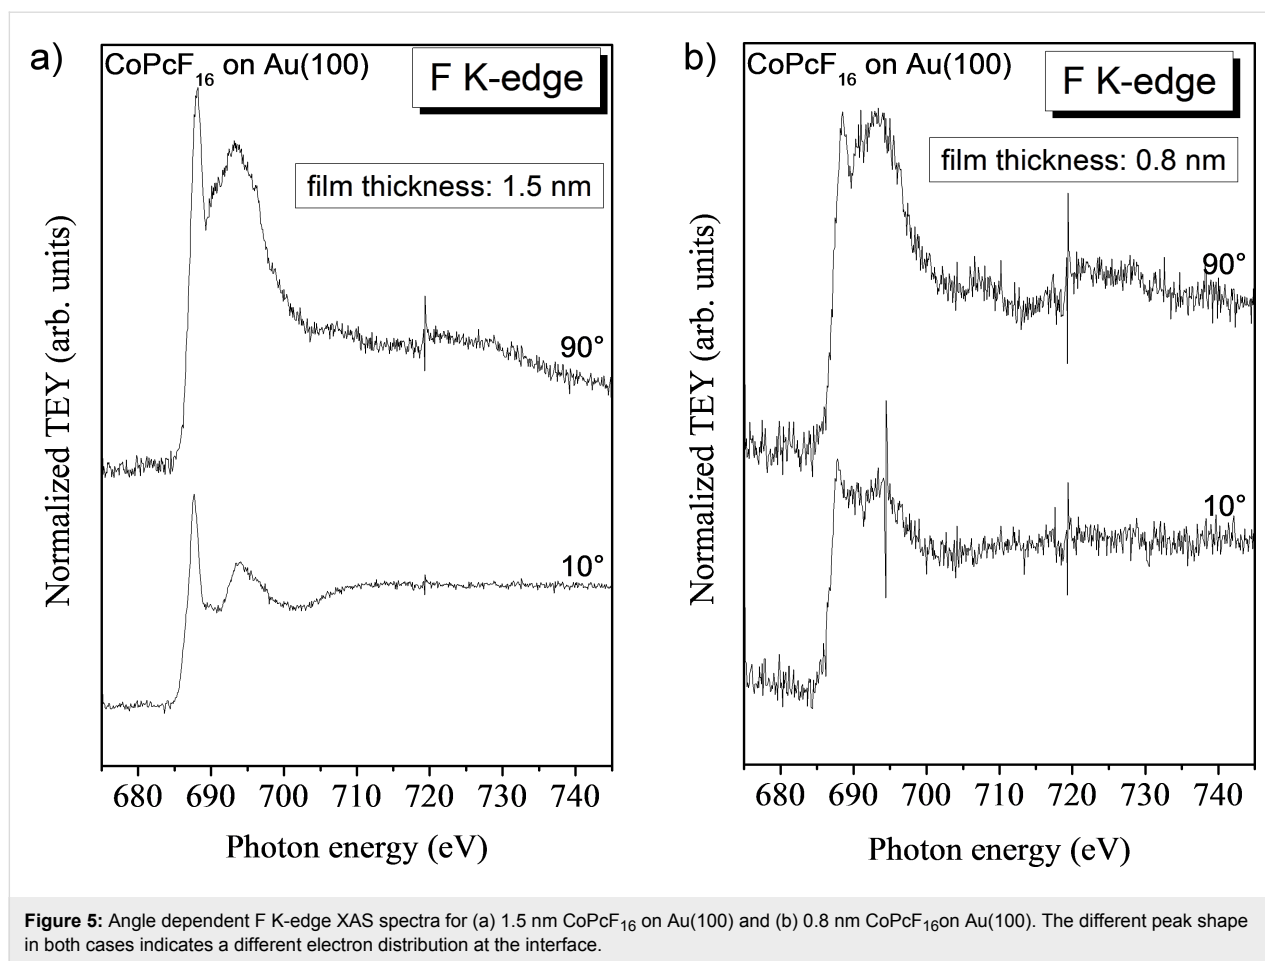 a)
CoPcF16 on Au(100)
F K-edge
film thickness: 1.5 nm
90°
10°
Normalized TEY (arb. units)
680 690 700 710 720 730 740
Photon energy (eV)
b)
CoPcF16 on Au(100)
F K-edge
film thickness: 0.8 nm
90°
10°
Normalized TEY (arb. units)
680 690 700 710 720 730 740
Photon energy (eV)
Figure 5: Angle dependent F K-edge XAS spectra for (a) 1.5 nm CoPcF16 on Au(100) and (b) 0.8 nm CoPcF16on Au(100). The different peak shape
in both cases indicates a different electron distribution at the interface.